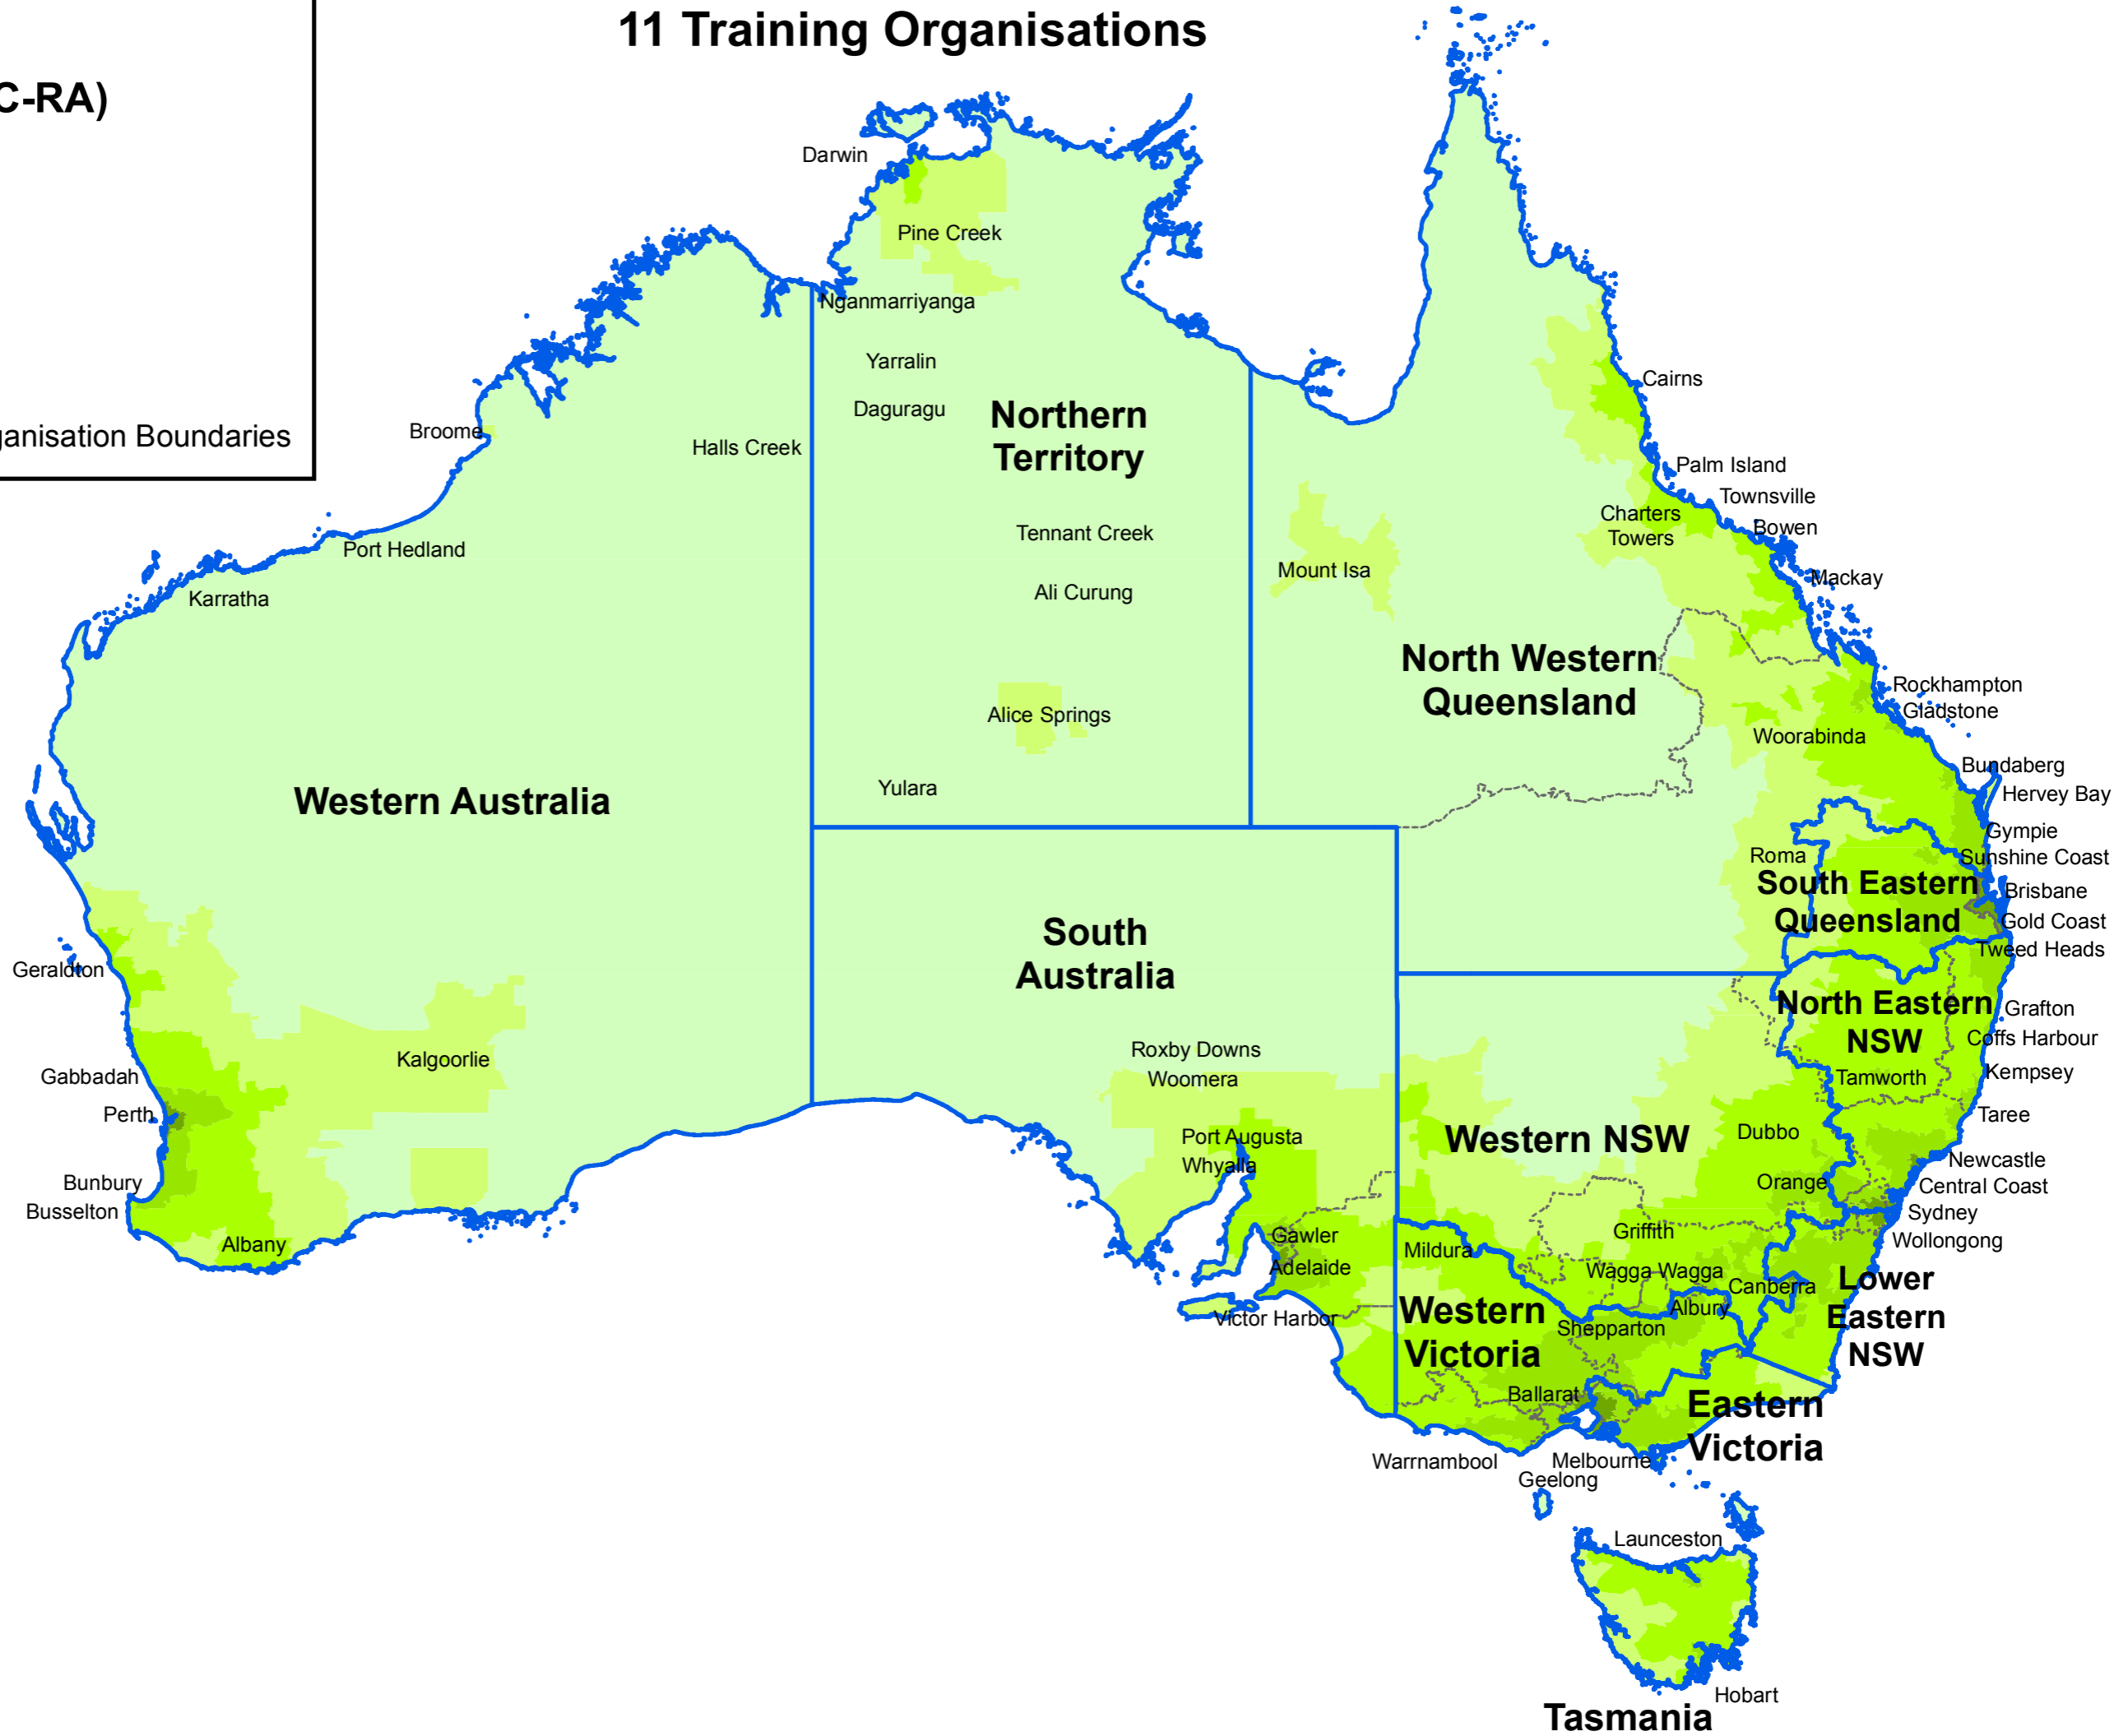 11 Training Organisations
C-RA)
ganisation Boundaries
Darwin
Pine Creek
Nganmarriyanga
Yarralin
Daguragu
Northern
Territory
Broome
Halls Creek
Cairns
Palm Island
Townsville
Charters
Towers
Bowen
Port Hedland
Tennant Creek
Mount Isa
Mackay
Karratha
Ali Curung
North Western
Queensland
Rockhampton
Gladstone
Alice Springs
Woorabinda
Bundaberg
Hervey Bay
Western Australia
Yulara
Gympie
Roma
Sunshine Coast
South Eastern
Queensland
Brisbane
Gold Coast
Tweed Heads
South
Australia
Geraldton
North Eastern
NSW
Grafton
Coffs Harbour
Kalgoorlie
Roxby Downs
Woomera
Gabbadah
Tamworth
Kempsey
Perth
Taree
Port Augusta
Whyalla
Western NSW
Dubbo
Newcastle
Bunbury
Busselton
Orange
Central Coast
Sydney
Albany
Gawler
Adelaide
Mildura
Griffith
Wollongong
Wagga Wagga
Canberra
Lower
Eastern
NSW
Victor Harbor
Western
Victoria
Albury
Shepparton
Ballarat
Eastern
Victoria
Warrnambool
Melbourne
Geelong
Launceston
Hobart
Tasmania